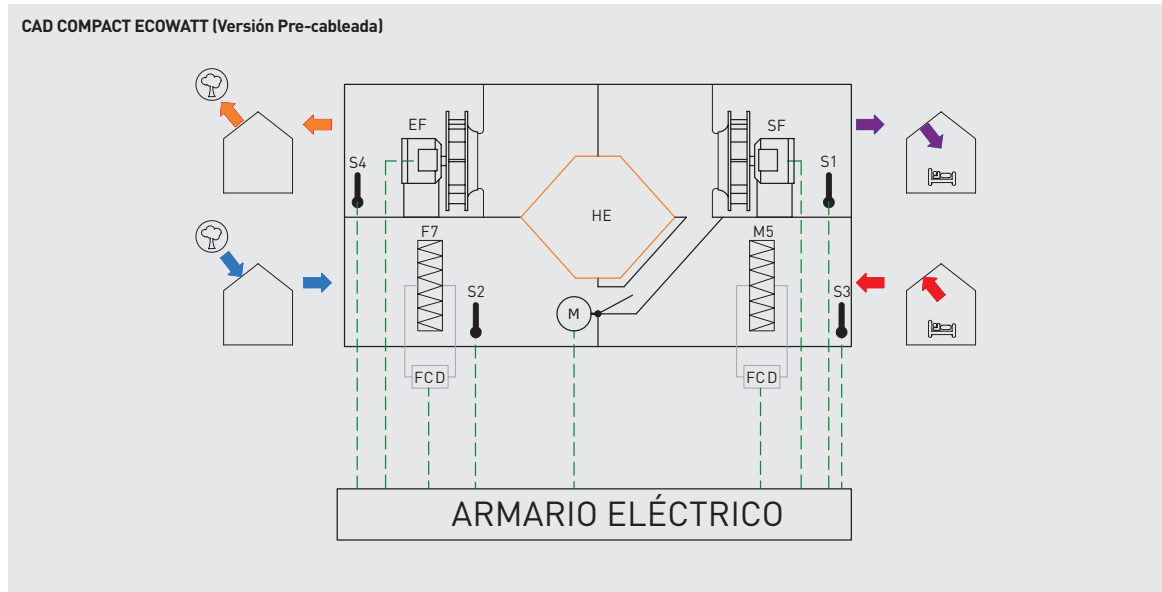 CAD COMPACT ECOWATT (Versión Pre-cableada)
EF
SF
S4
S1
HE
F7
M5
S2
S3
M
FCD
FCD
ARMARIO ELÉCTRICO